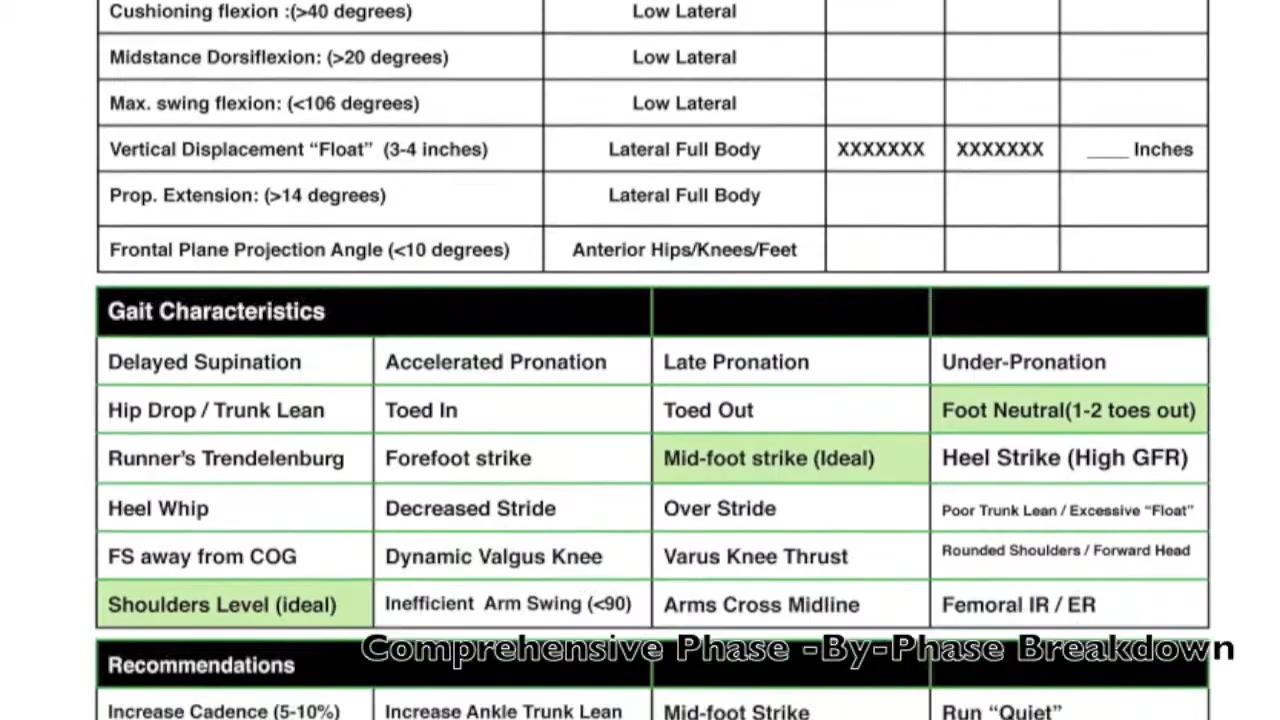 Cushioning flexion :(>40 degrees) Low Lateral
Midstance Dorsiflexion: (>20 degrees) Low Lateral
Max. swing flexion: (<106 degrees) Low Lateral
Vertical Displacement “Float” (3-4 inches) Lateral Full Body XXXXXXX XXXXXXX ____ Inches
Prop. Extension: (>14 degrees) Lateral Full Body
Frontal Plane Projection Angle (<10 degrees) Anterior Hips/Knees/Feet
Gait Characteristics
Delayed Supination Accelerated Pronation Late Pronation Under-Pronation
Hip Drop / Trunk Lean Toed In Toed Out Foot Neutral(1-2 toes out)
Runner’s Trendelenburg Forefoot strike Mid-foot strike (Ideal) Heel Strike (High GFR)
Heel Whip Decreased Stride Over Stride Poor Trunk Lean / Excessive “Float”
FS away from COG Dynamic Valgus Knee Varus Knee Thrust Rounded Shoulders / Forward Head
Shoulders Level (ideal) Inefficient Arm Swing (<90) Arms Cross Midline Femoral IR / ER
Comprehensive Phase -By-Phase Breakdown
Recommendations
Increase Cadence (5-10%) Increase Ankle Trunk Lean Mid-foot Strike Run “Quiet”